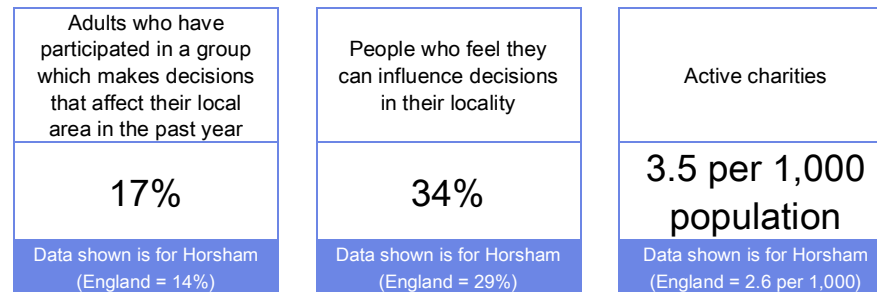 Adults who have
participated in a group
which makes decisions
that affect their local
area in the past year
17%
Data shown is for Horsham
(England = 14%)
People who feel they
can influence decisions
in their locality
34%
Data shown is for Horsham
(England = 29%)
Active charities
3.5 per 1,000
population
Data shown is for Horsham
(England = 2.6 per 1,000)